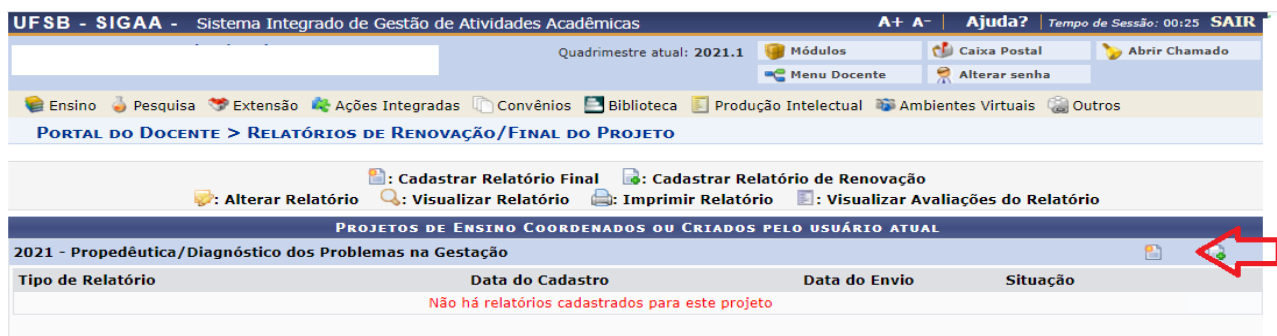 UFSB - SIGAA - Sistema Integrado de Gestão de Atividades Acadêmicas A+ A- | Ajuda? | Tempo de Sessão: 00:25 SAIR
Quadrimestre atual: 2021.1 Módulos Caixa Postal Abrir Chamado
Menu Docente Alterar senha
Ensino Pesquisa Extensão Ações Integradas Convênios Biblioteca Produção Intelectual Ambientes Virtuais Outros
PORTAL DO DOCENTE > RELATÓRIOS DE RENOVAÇÃO/FINAL DO PROJETO
: Cadastrar Relatório Final : Cadastrar Relatório de Renovação
: Alterar Relatório : Visualizar Relatório : Imprimir Relatório : Visualizar Avaliações do Relatório
PROJETOS DE ENSINO COORDENADOS OU CRIADOS PELO USUÁRIO ATUAL
2021 - Propedêutica/Diagnóstico dos Problemas na Gestação
Tipo de Relatório Data do Cadastro Data do Envio Situação
Não há relatórios cadastrados para este projeto